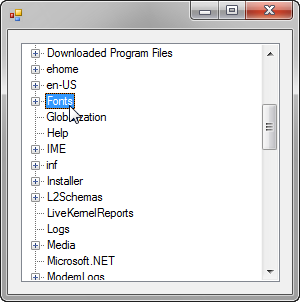 Downloaded Program Files
ehome
en-US
Fonts
Globalization
Help
IME
inf
Installer
L2Schemas
LiveKernelReports
Logs
Media
Microsoft.NET
ModemLogs